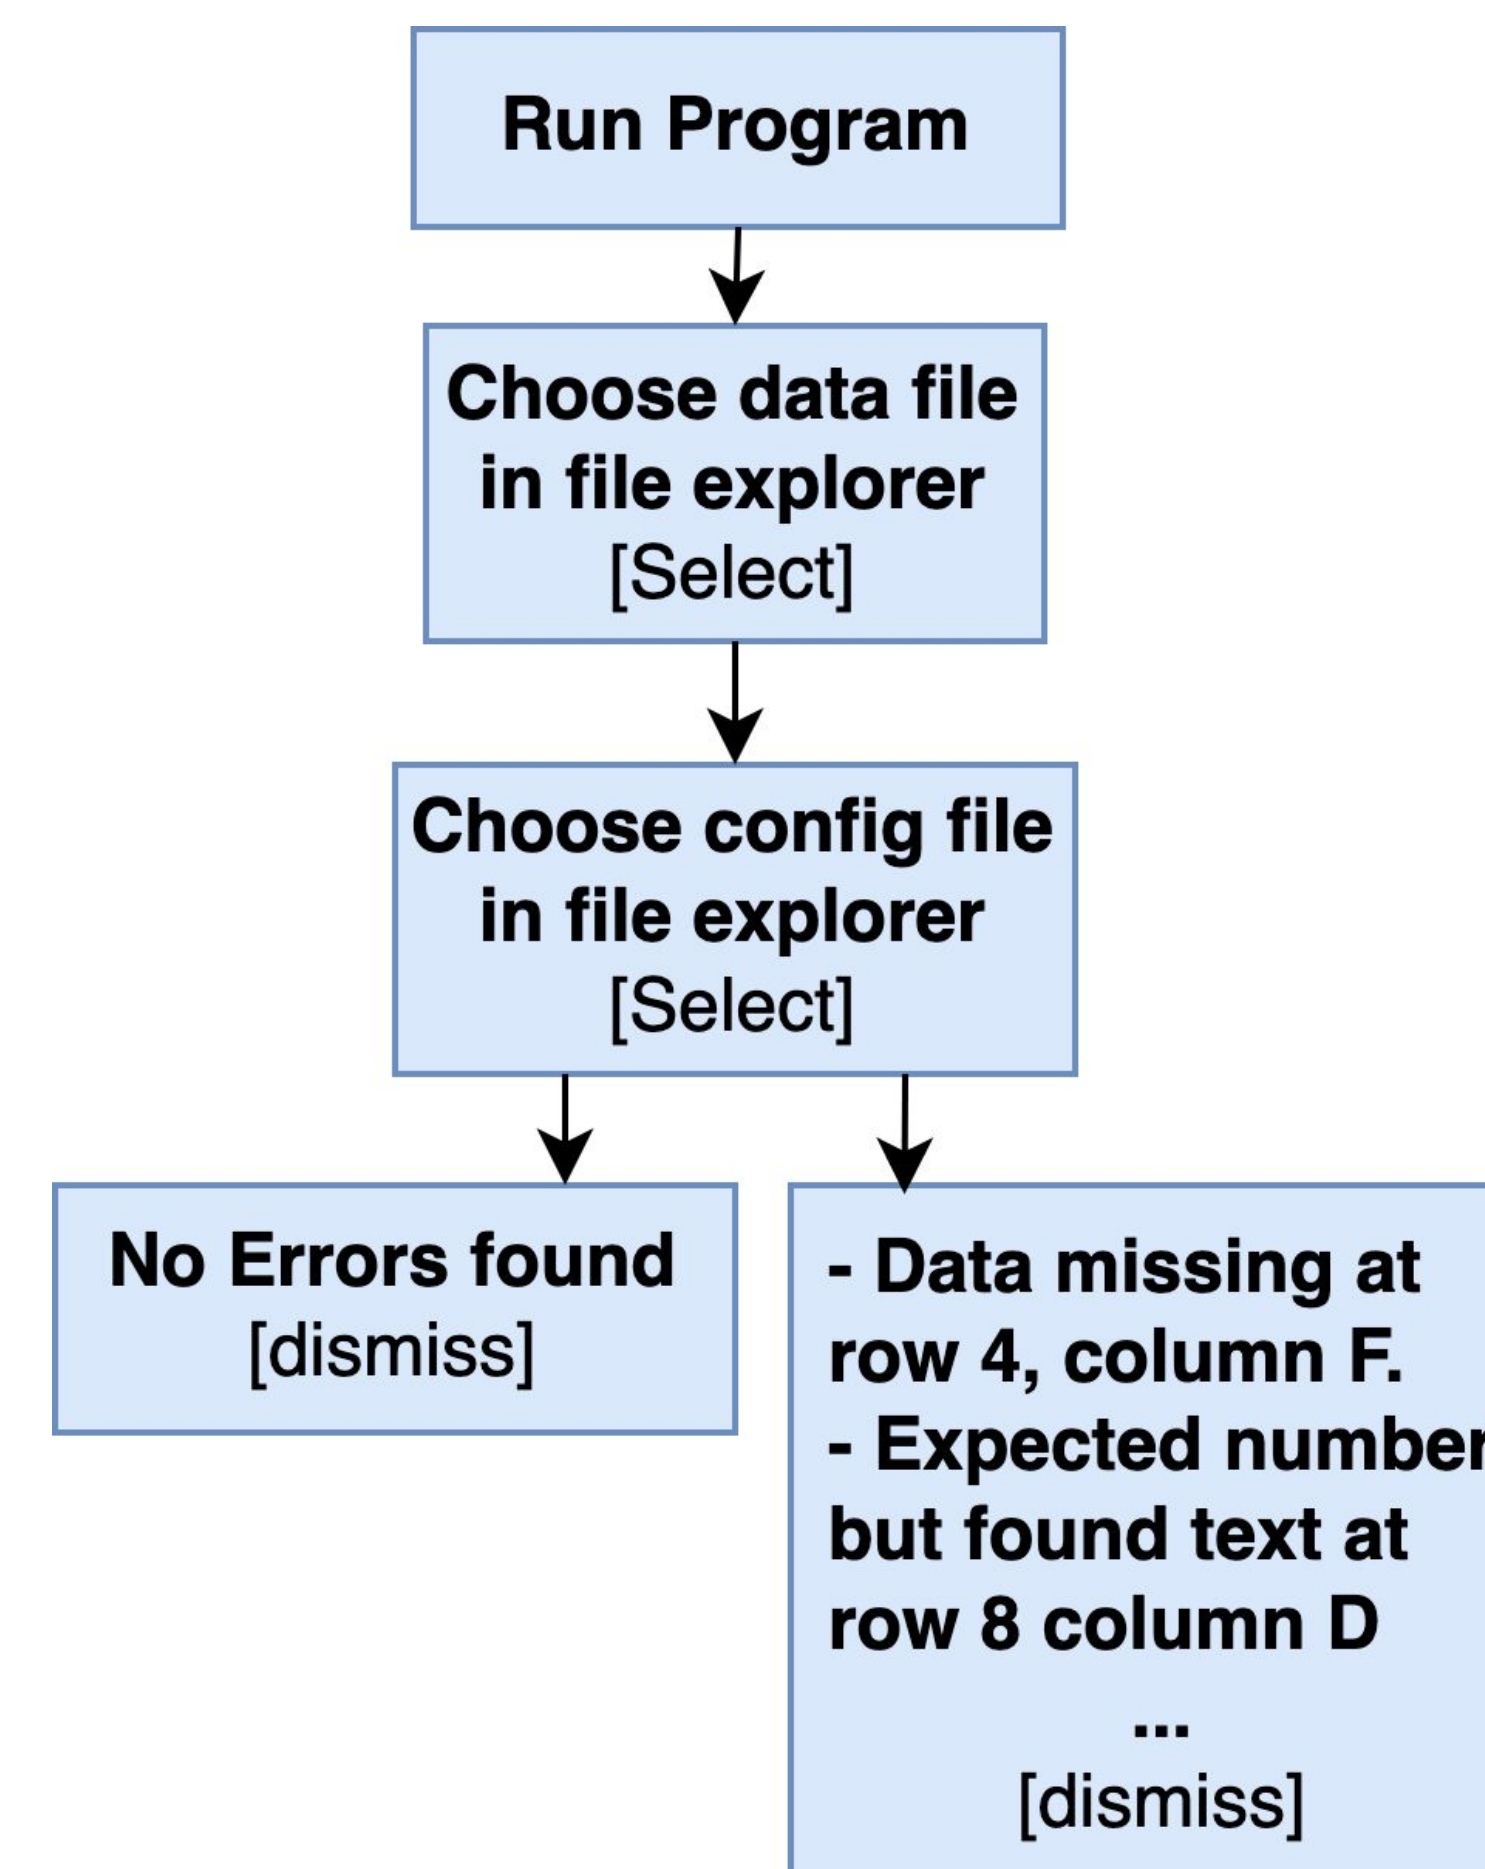 Run Program
Choose data file
in file explorer
[Select]
Choose config file
in file explorer
[Select]
No Errors found
[dismiss]
- Data missing at
row 4, column F.
- Expected number
but found text at
row 8 column D
...
[dismiss]